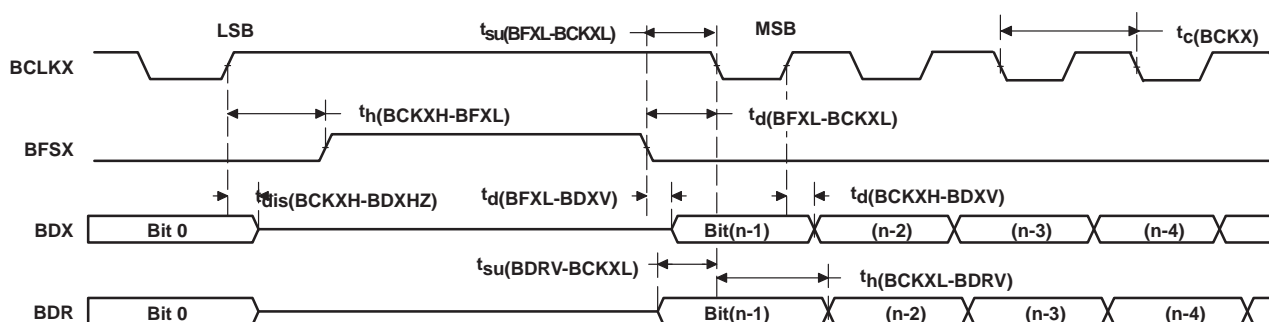 LSB
tsu(BFXL-BCKXL)
MSB
tc(BCKX)
BCLKX
th(BCKXH-BFXL)
td(BFXL-BCKXL)
BFSX
tdis(BCKXH-BDXHZ)
td(BFXL-BDXV)
td(BCKXH-BDXV)
BDX
Bit 0
Bit(n-1)
(n-2)
(n-3)
(n-4)
tsu(BDRV-BCKXL)
th(BCKXL-BDRV)
BDR
Bit 0
Bit(n-1)
(n-2)
(n-3)
(n-4)